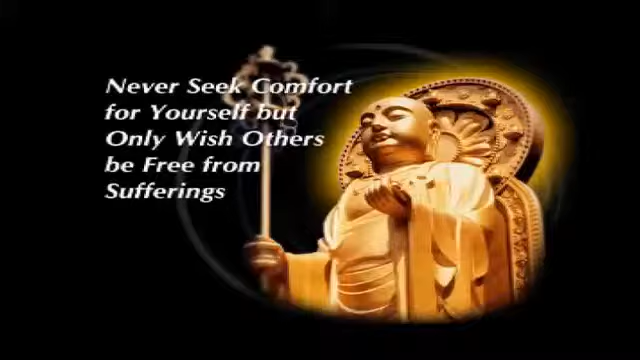 Never Seek Comfort
for Yourself but
Only Wish Others
be Free from
Sufferings